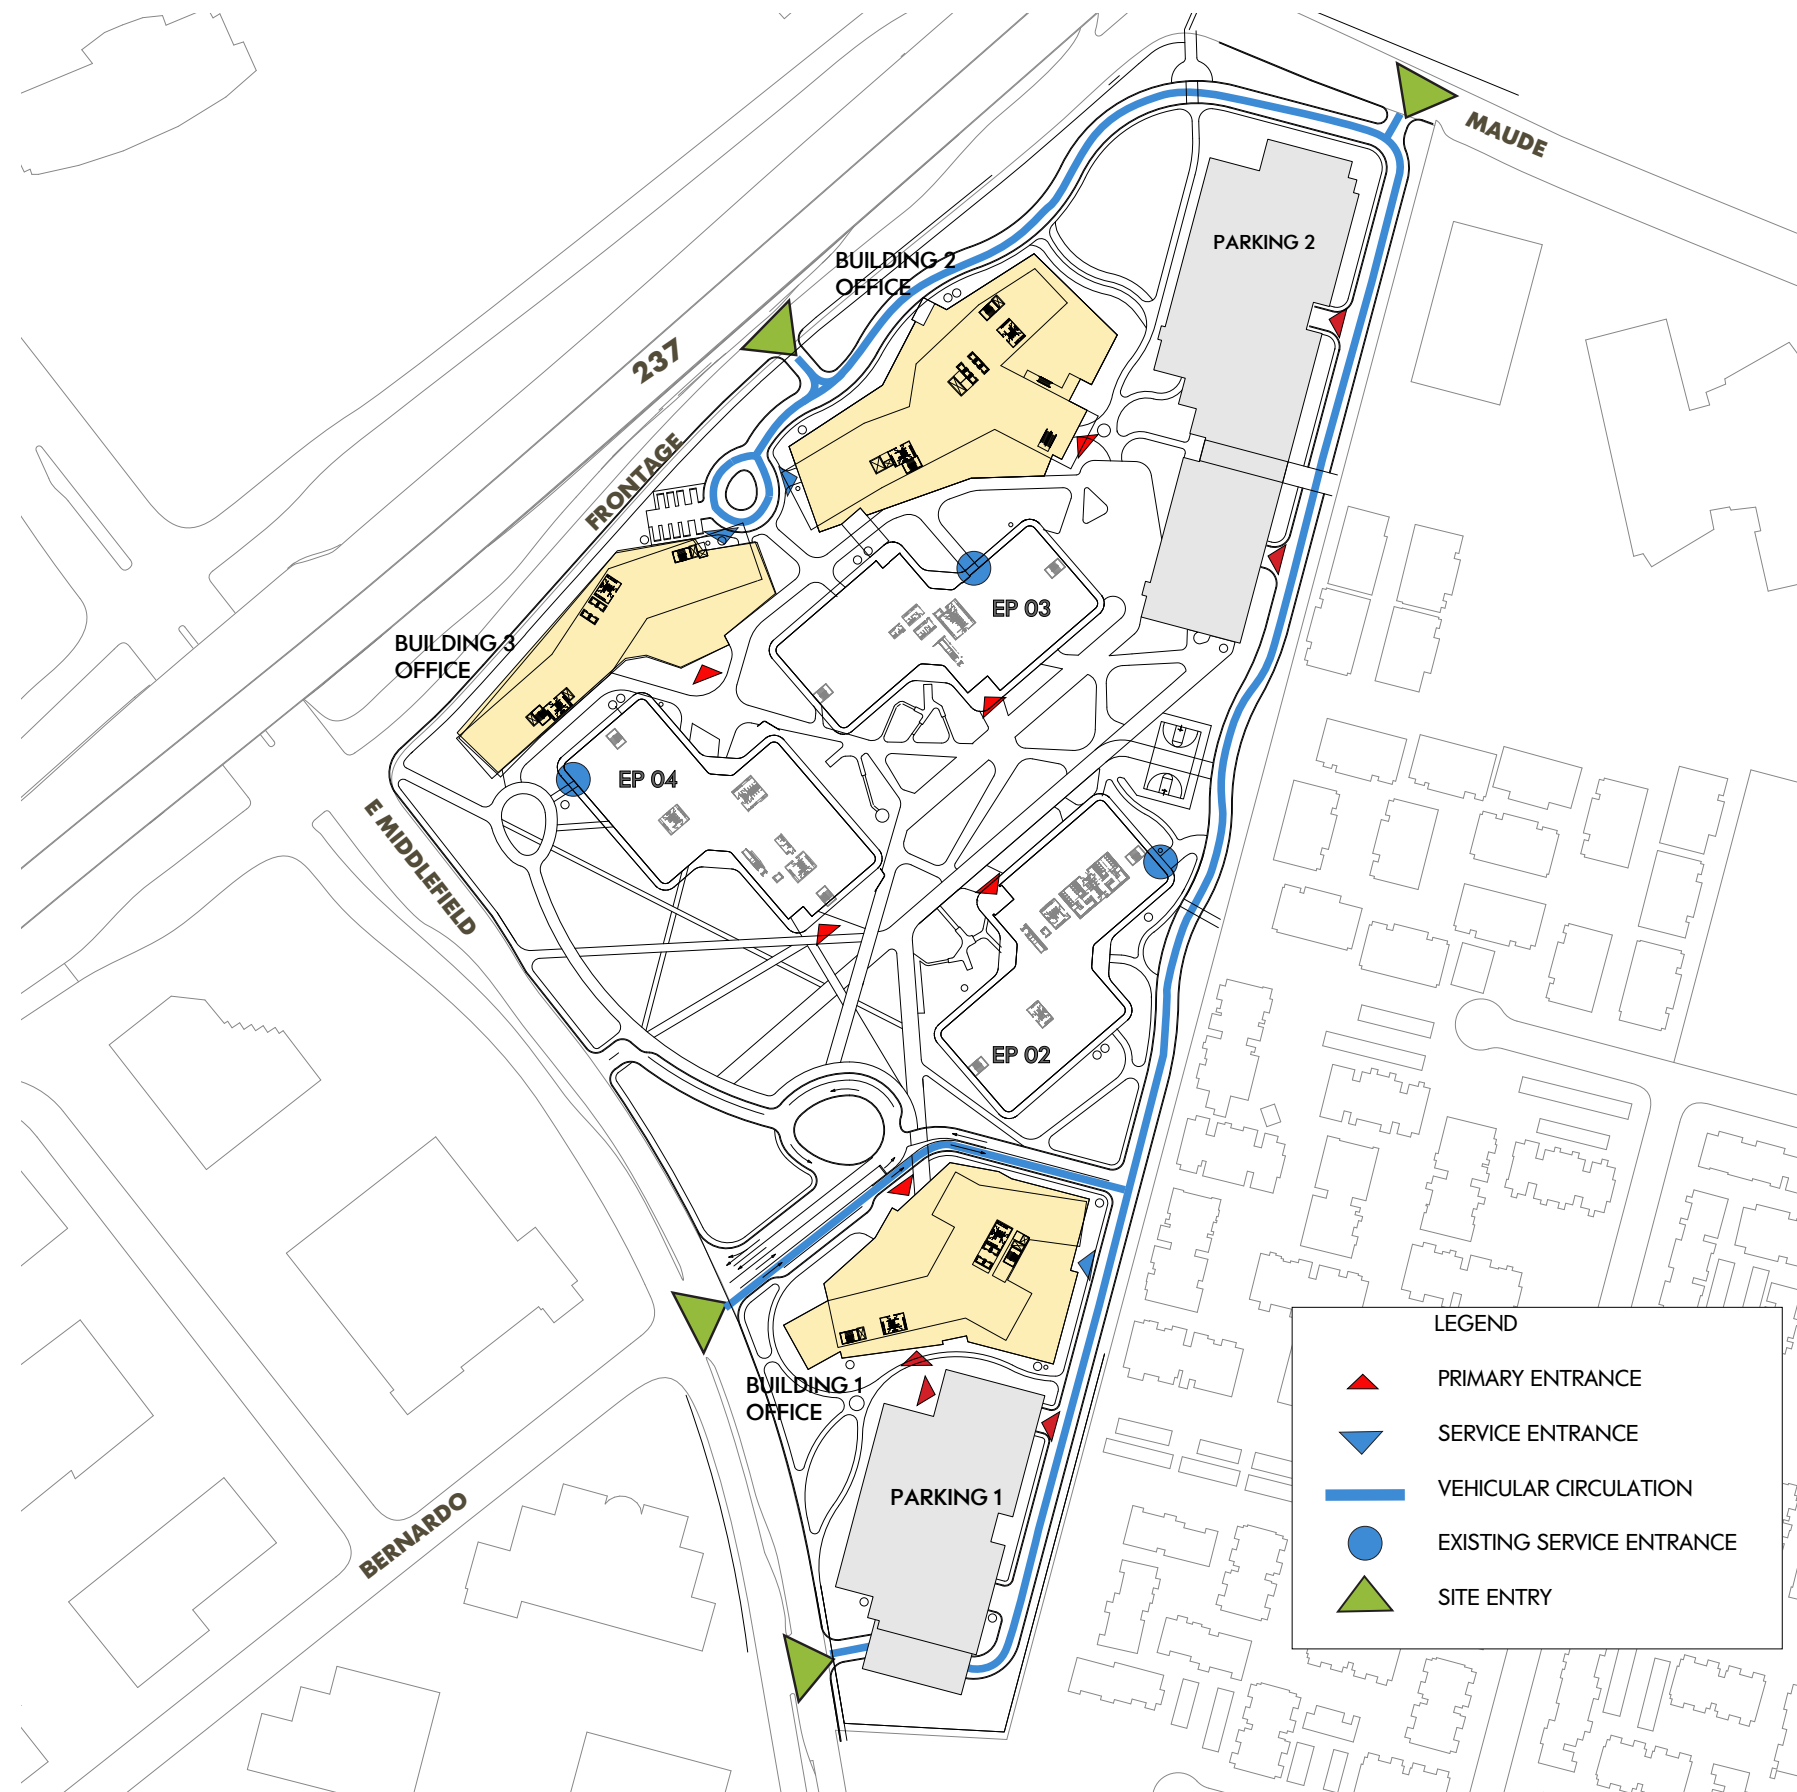 MAUDE
PARKING 2
BUILDING 2
OFFICE
237
FRONTAGE
EP 03
BUILDING 3
OFFICE
EP 04
E MIDDLEFIELD
EP 02
BUILDING 1
OFFICE
PARKING 1
BERNARDO
LEGEND
PRIMARY ENTRANCE
SERVICE ENTRANCE
VEHICULAR CIRCULATION
EXISTING SERVICE ENTRANCE
SITE ENTRY